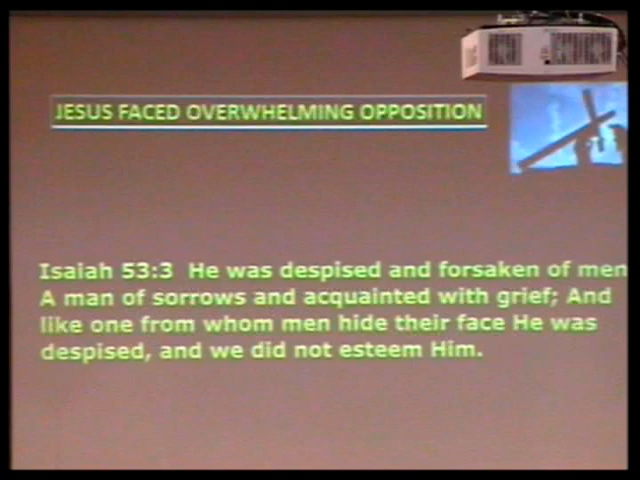 JESUS FACED OVERWHELMING OPPOSITION
Isaiah 53:3 He was despised and forsaken of men
A man of sorrows and acquainted with grief; And
like one from whom men hide their face He was
despised, and we did not esteem Him.